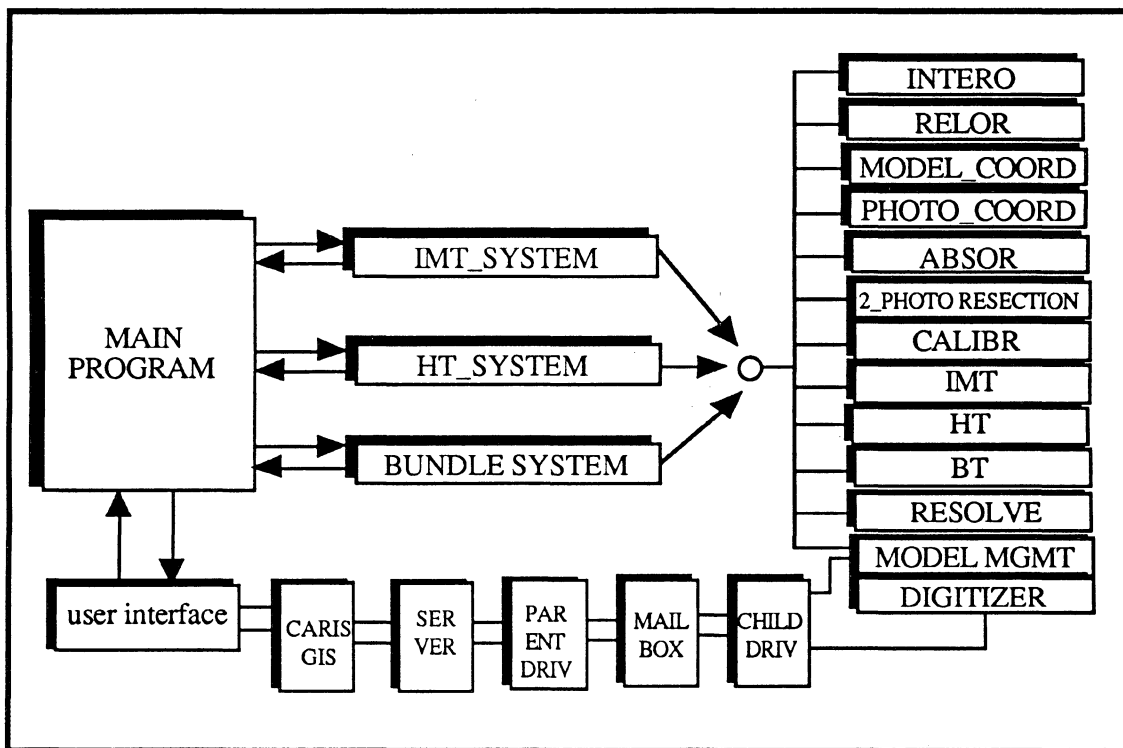 MAIN
PROGRAM
IMT_SYSTEM
HT_SYSTEM
BUNDLE SYSTEM
INTERO
RELOR
MODEL_COORD
PHOTO_COORD
ABSOR
2_PHOTO RESECTION
CALIBR
IMT
HT
BT
RESOLVE
MODEL MGMT
DIGITIZER
user interface
CARIS
GIS
SER
VER
PAR
ENT
DRIV
MAIL
BOX
CHILD
DRIV